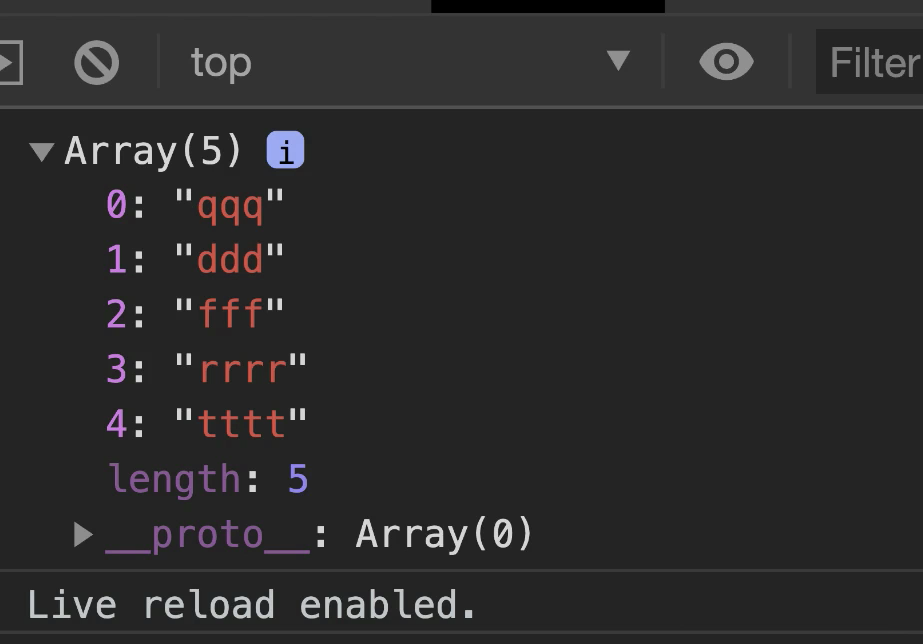 top Filter
Array(5) i
0: "qqq"
1: "ddd"
2: "fff"
3: "rrrr"
4: "tttt"
length: 5
__proto__: Array(0)
Live reload enabled.